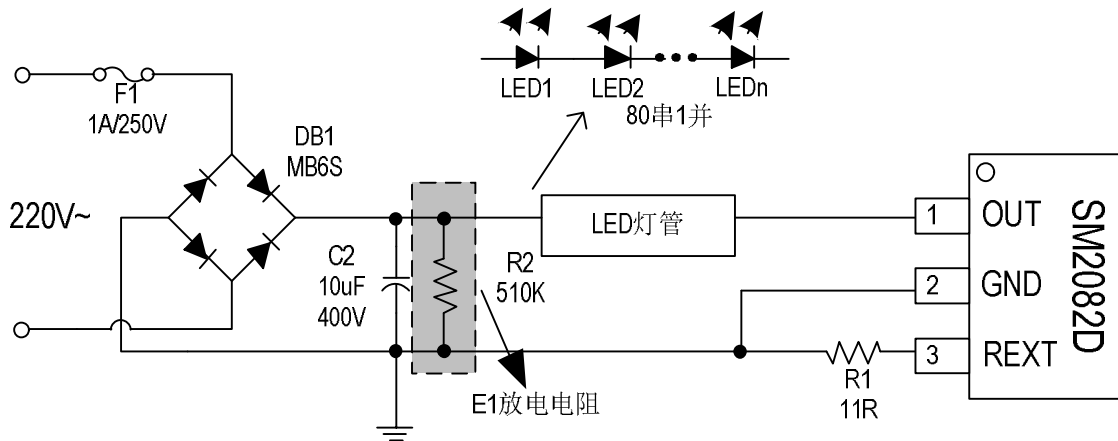 LED1
LED2
LEDn
80串1并
F1
1A/250V
DB1
MB6S
220V~
LED灯管
1
OUT
2
GND
3
REXT
SM2082D
C2
10uF
400V
R2
510K
R1
11R
E1放电电阻